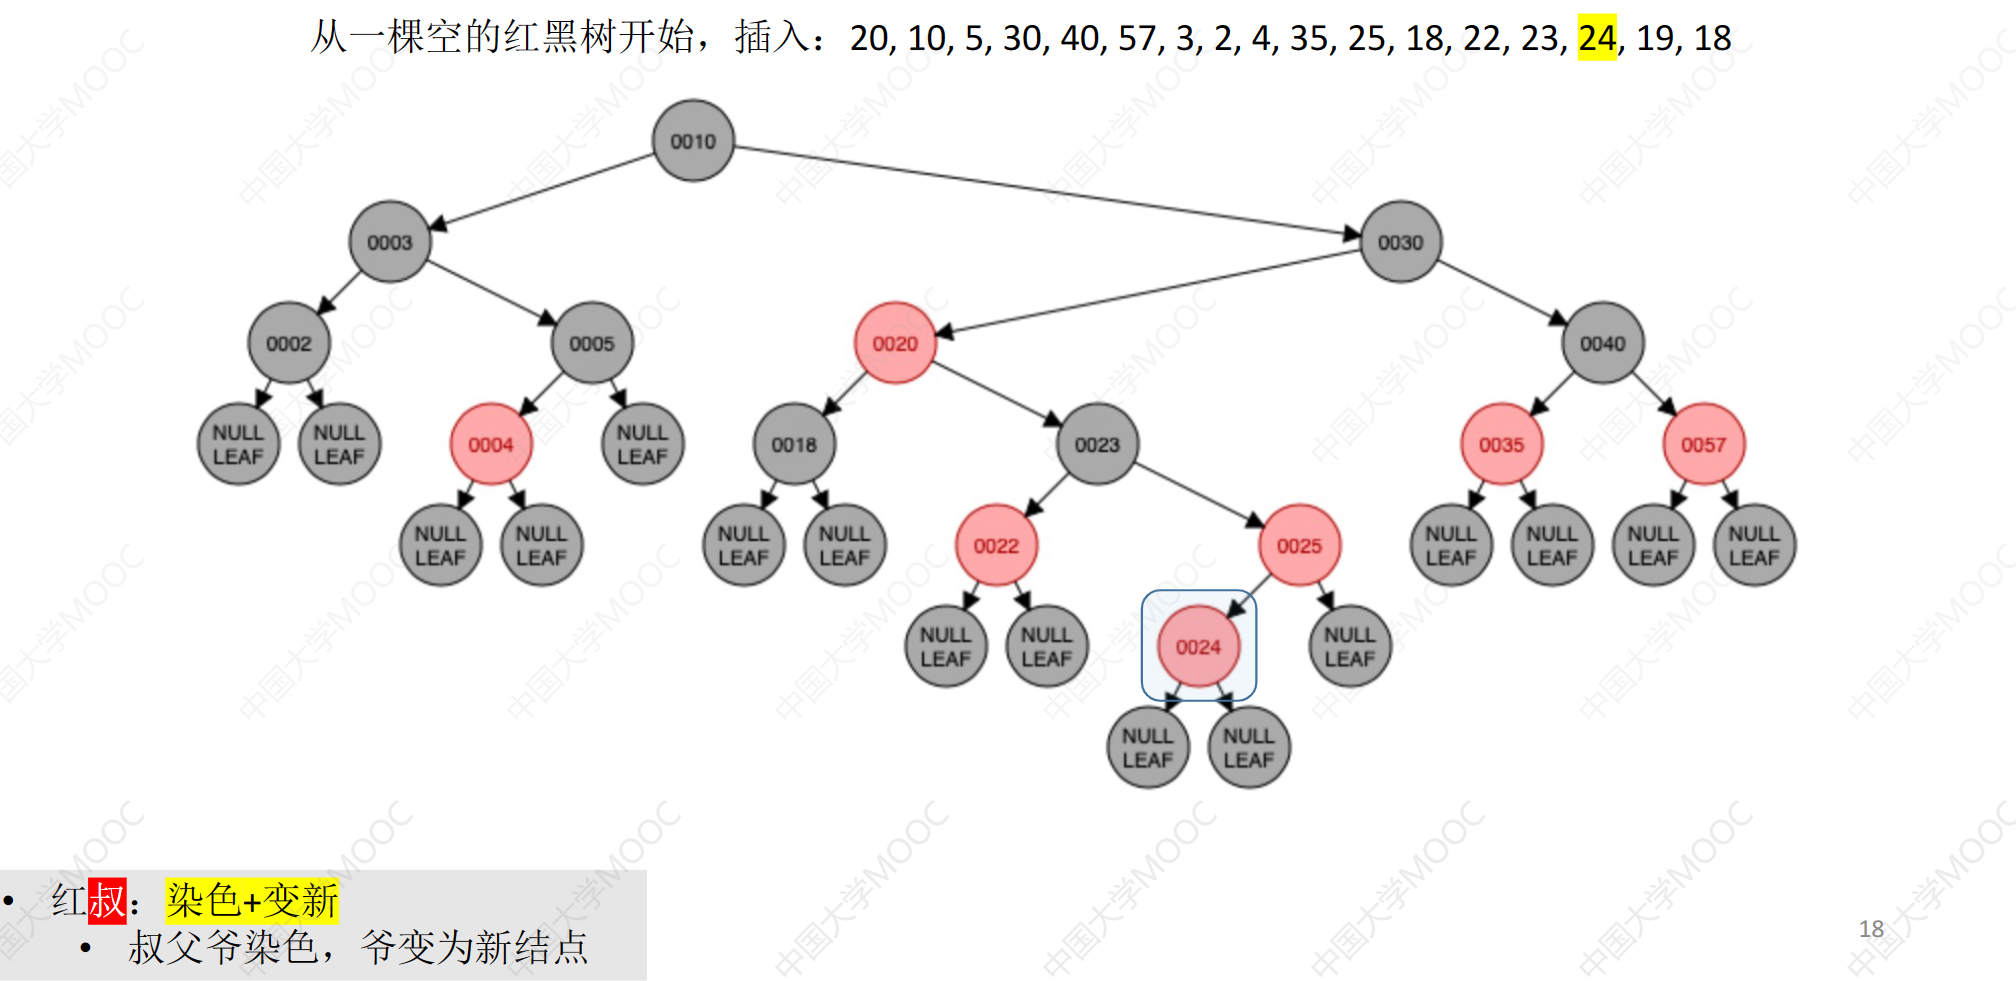 从一棵空的红黑树开始，插入：20, 10, 5, 30, 40, 57, 3, 2, 4, 35, 25, 18, 22, 23, 24, 19, 18
0010
0003
0030
0002
0005
0020
0040
NULL LEAF
NULL LEAF
0004
NULL LEAF
0018
0023
0035
0057
NULL LEAF
NULL LEAF
NULL LEAF
NULL LEAF
0022
0025
NULL LEAF
NULL LEAF
NULL LEAF
NULL LEAF
NULL LEAF
NULL LEAF
0024
NULL LEAF
NULL LEAF
NULL LEAF
• 红叔：染色+变新
• 叔父爷染色，爷变为新结点
18
中国大学MOOC